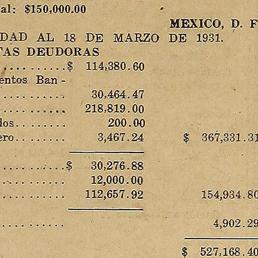 al: $150,000.00
MEXICO, D. F
DAD AL 18 DE MARZO DE 1931.
TAS DEUDORAS
$ 114,380.60
entos Ban-
30,464.47
218,819.00
dos 200.00
ero 3,467.24 $ 367,331.31
$ 30,276.88
12,000.00
112,657.92 154,934.80
4,902.29
$ 527,168.40